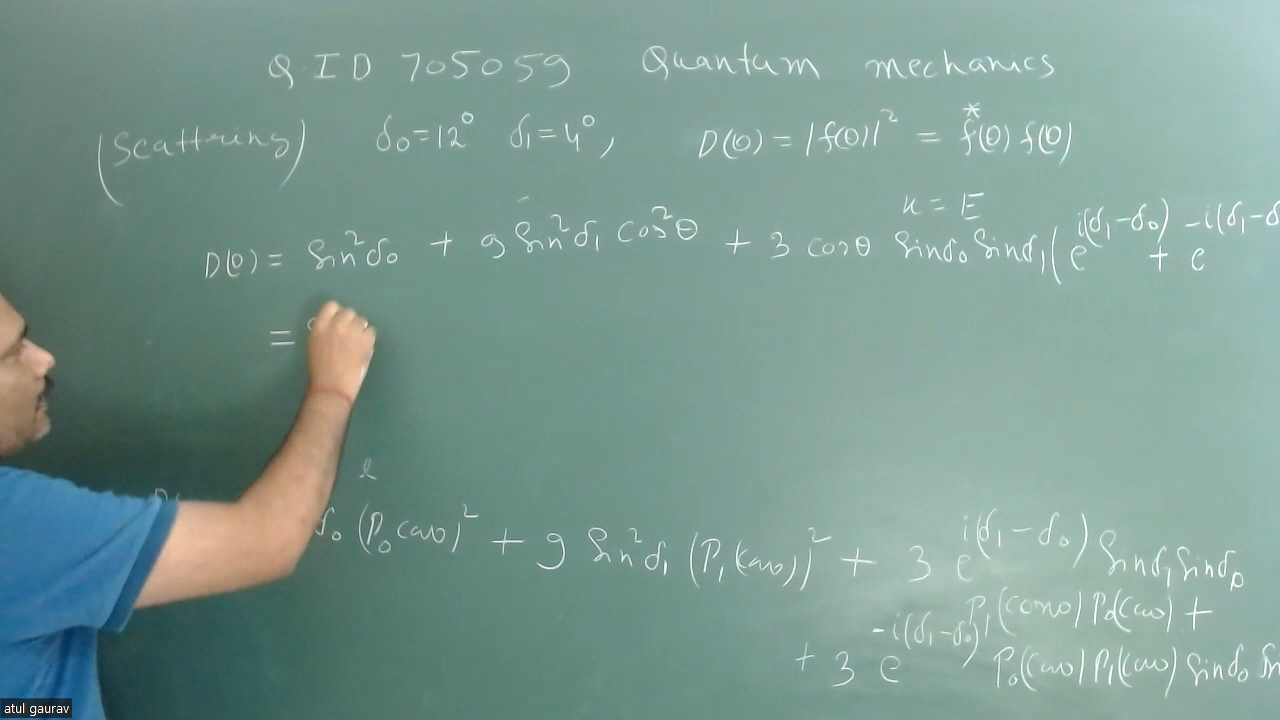 Q.ID 705059 Quantum mechanics
(Scattring) δ₀=12° δ₁=4°, D(θ) = |f(θ)|² = f*(θ) f(θ)
k = E
D(θ) = Sin²δ₀ + 9 Sin²δ₁ cos²θ + 3 cosθ Sinδ₀ Sinδ₁ (e^{i(δ₁-δ₀)} + e^{-i(δ₁-δ
=
l
δ₀ (P₀ cosθ)² + 9 Sin²δ₁ (P₁(cosθ))² + 3 e^{i(δ₁-δ₀)} Sinδ₁ Sinδ₀
P₁(cosθ) P₀(cosθ) +
+ 3 e^{-i(δ₁-δ₀)} P₀(cosθ) P₁(cosθ) Sinδ₀
atul gaurav